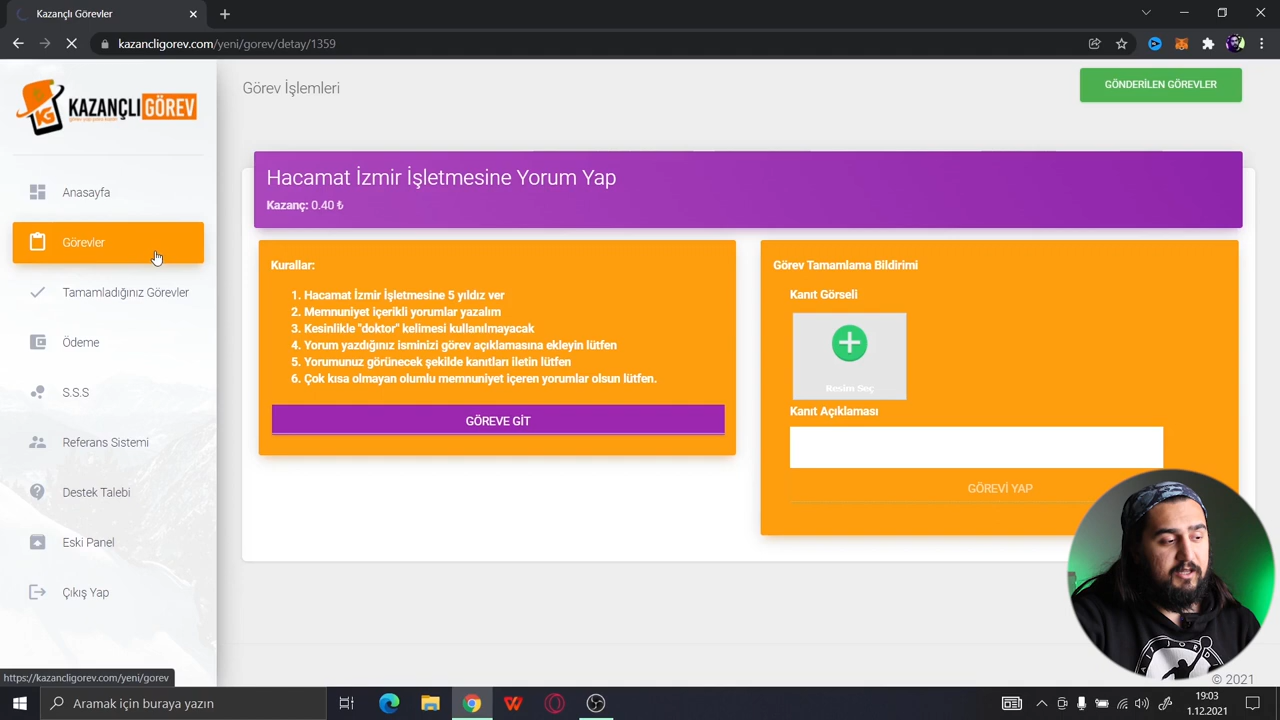 Kazançlı Görevler
kazancligorev.com/yeni/gorev/detay/1359
KAZANÇLIGÖREV
Görev İşlemleri
GÖNDERİLEN GÖREVLER
Anasayfa
Görevler
Tamamladığınız Görevler
Ödeme
S.S.S
Referans Sistemi
Destek Talebi
Eski Panel
Çıkış Yap
Hacamat İzmir İşletmesine Yorum Yap
Kazanç: 0.40 ₺
Kurallar:
1. Hacamat İzmir İşletmesine 5 yıldız ver
2. Memnuniyet içerikli yorumlar yazalım
3. Kesinlikle "doktor" kelimesi kullanılmayacak
4. Yorum yazdığınız isminizi görev açıklamasına ekleyin lütfen
5. Yorumunuz görünecek şekilde kanıtları iletin lütfen
6. Çok kısa olmayan olumlu memnuniyet içeren yorumlar olsun lütfen.
GÖREVE GİT
Görev Tamamlama Bildirimi
Kanıt Görseli
Resim Seç
Kanıt Açıklaması
GÖREVİ YAP
© 2021
https://kazancligorev.com/yeni/gorev
Aramak için buraya yazın
19:03
1.12.2021